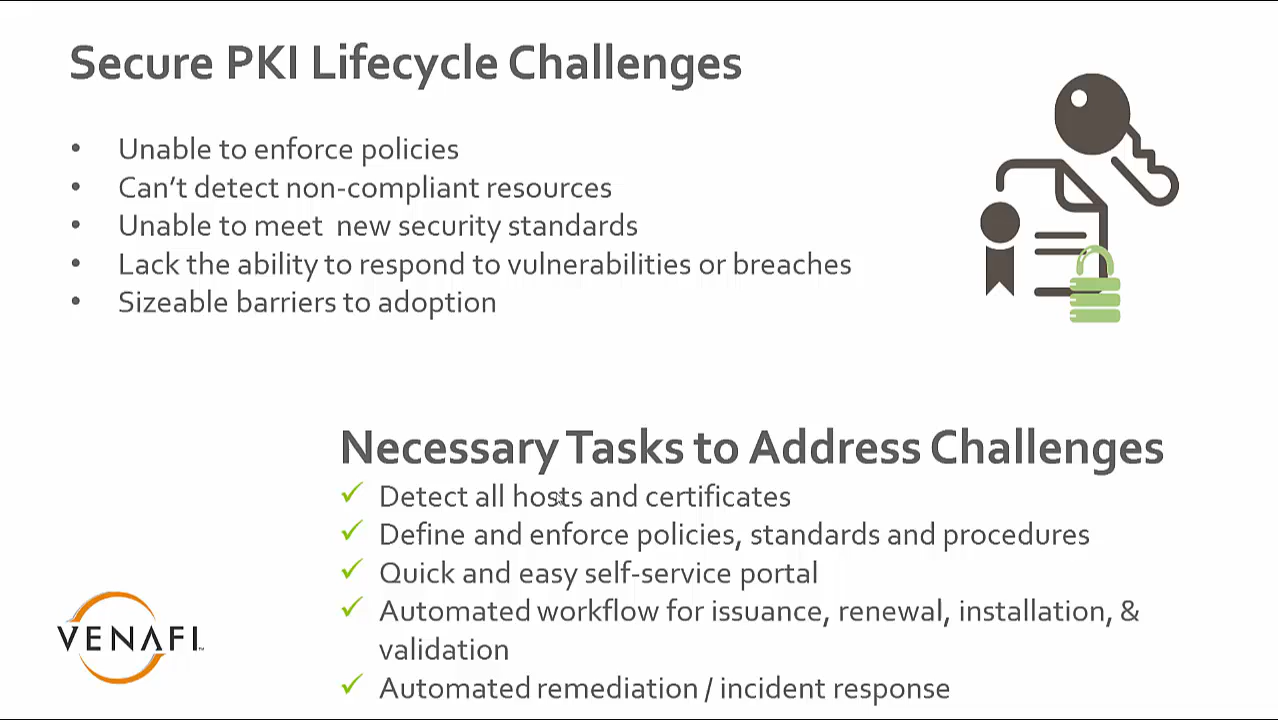 Secure PKI Lifecycle Challenges
• Unable to enforce policies
• Can't detect non-compliant resources
• Unable to meet  new security standards
• Lack the ability to respond to vulnerabilities or breaches
• Sizeable barriers to adoption
Necessary Tasks to Address Challenges
✓ Detect all hosts and certificates
✓ Define and enforce policies, standards and procedures
✓ Quick and easy self-service portal
✓ Automated workflow for issuance, renewal, installation, &
validation
✓ Automated remediation / incident response
VENAFI™